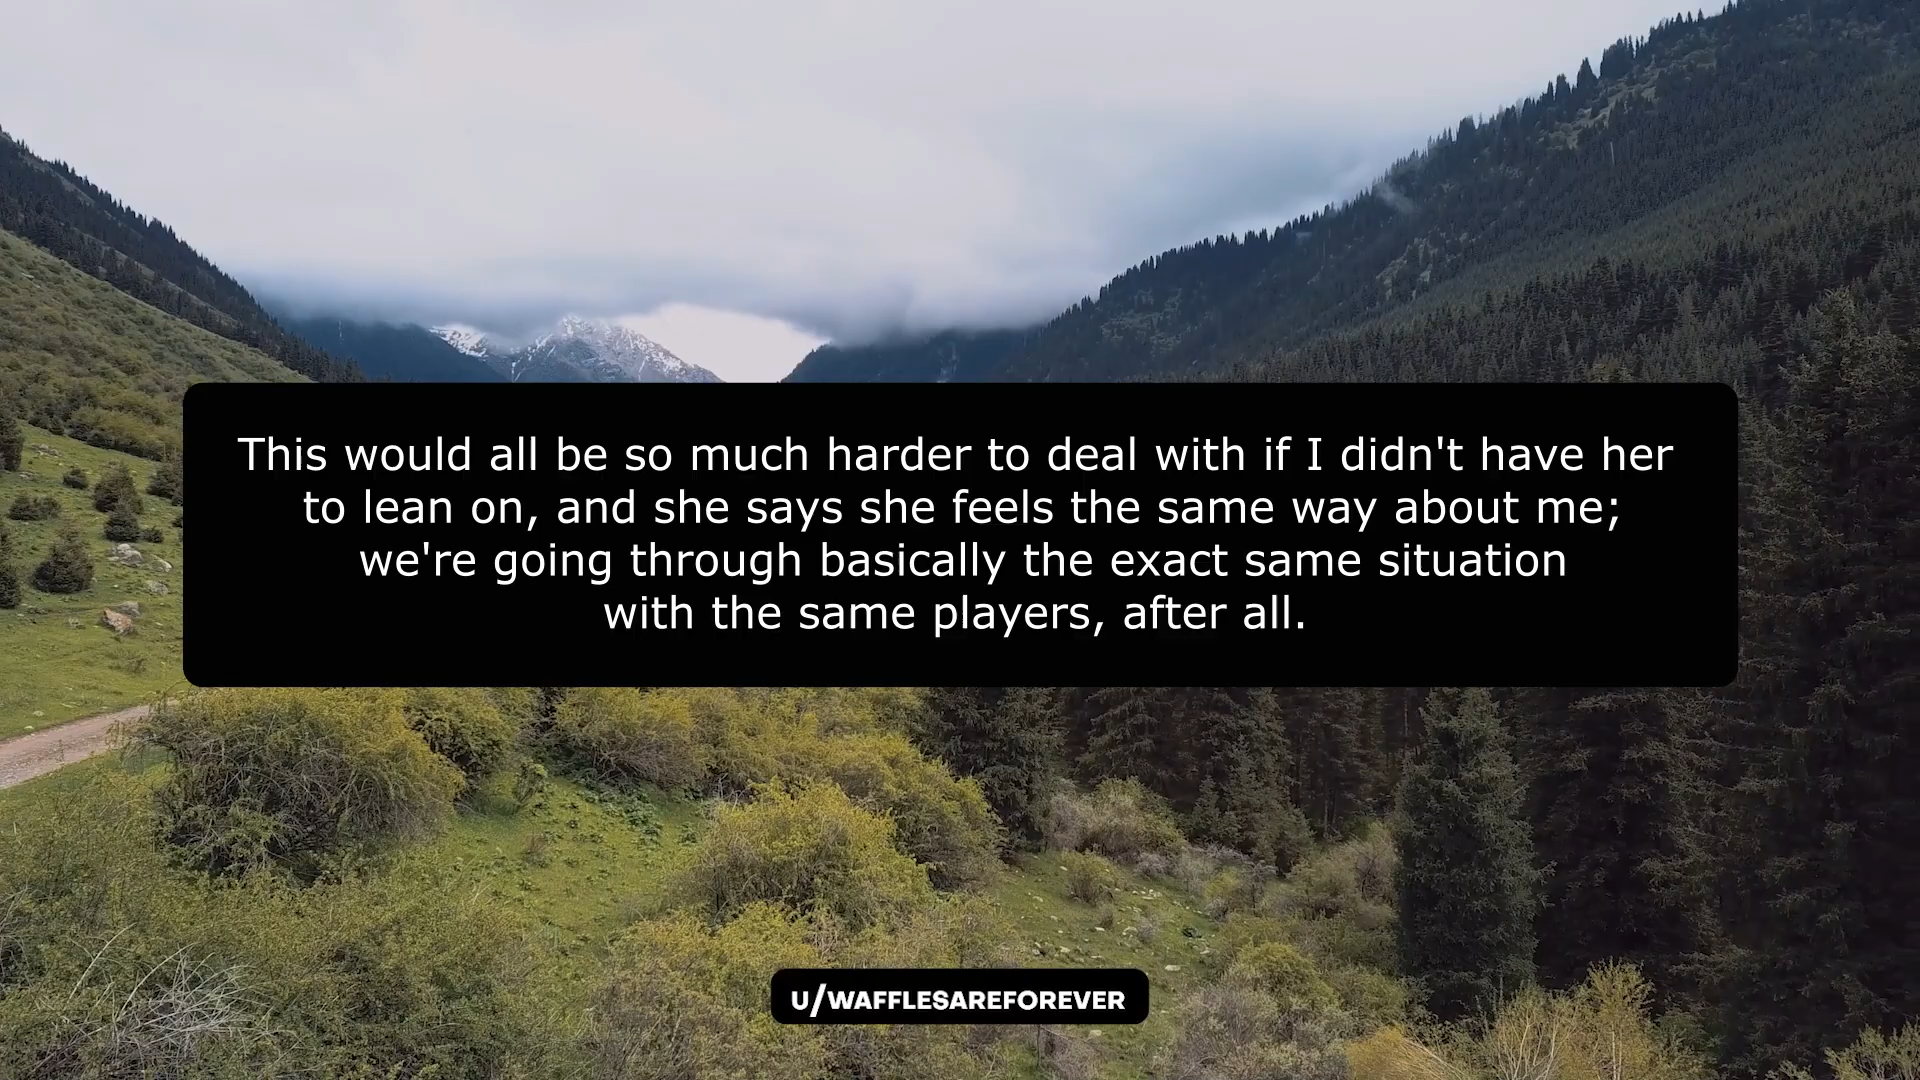 This would all be so much harder to deal with if I didn't have her
to lean on, and she says she feels the same way about me;
we're going through basically the exact same situation
with the same players, after all.
U/WAFFLESAREFOREVER